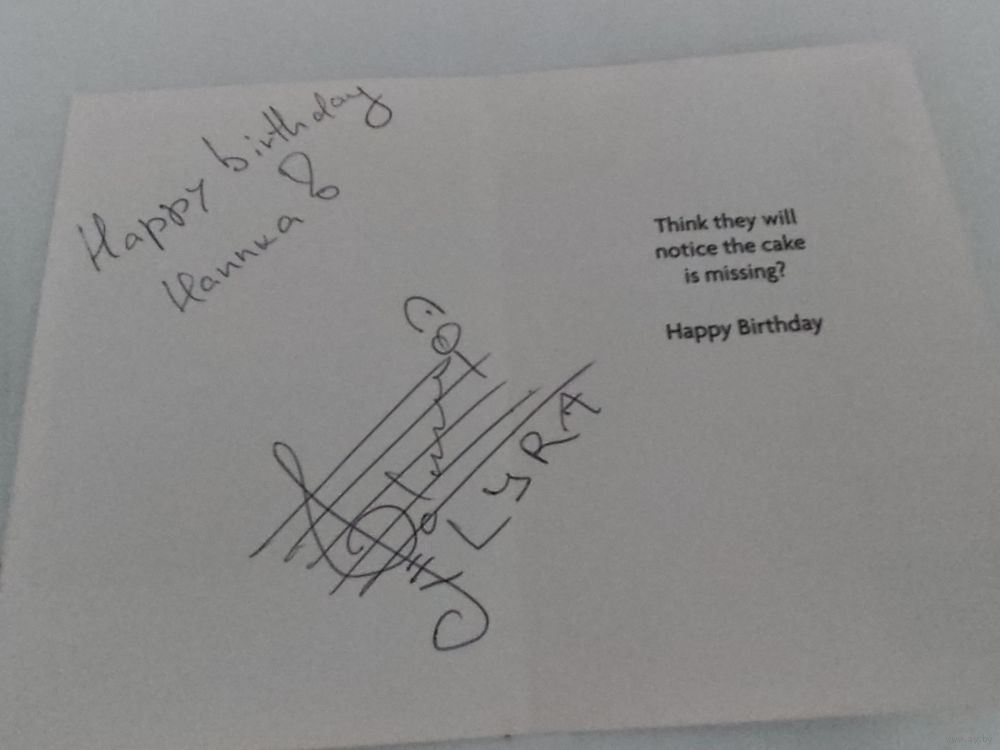 Happy birthday
Hannka
LYRA
Think they will
notice the cake
is missing?
Happy Birthday